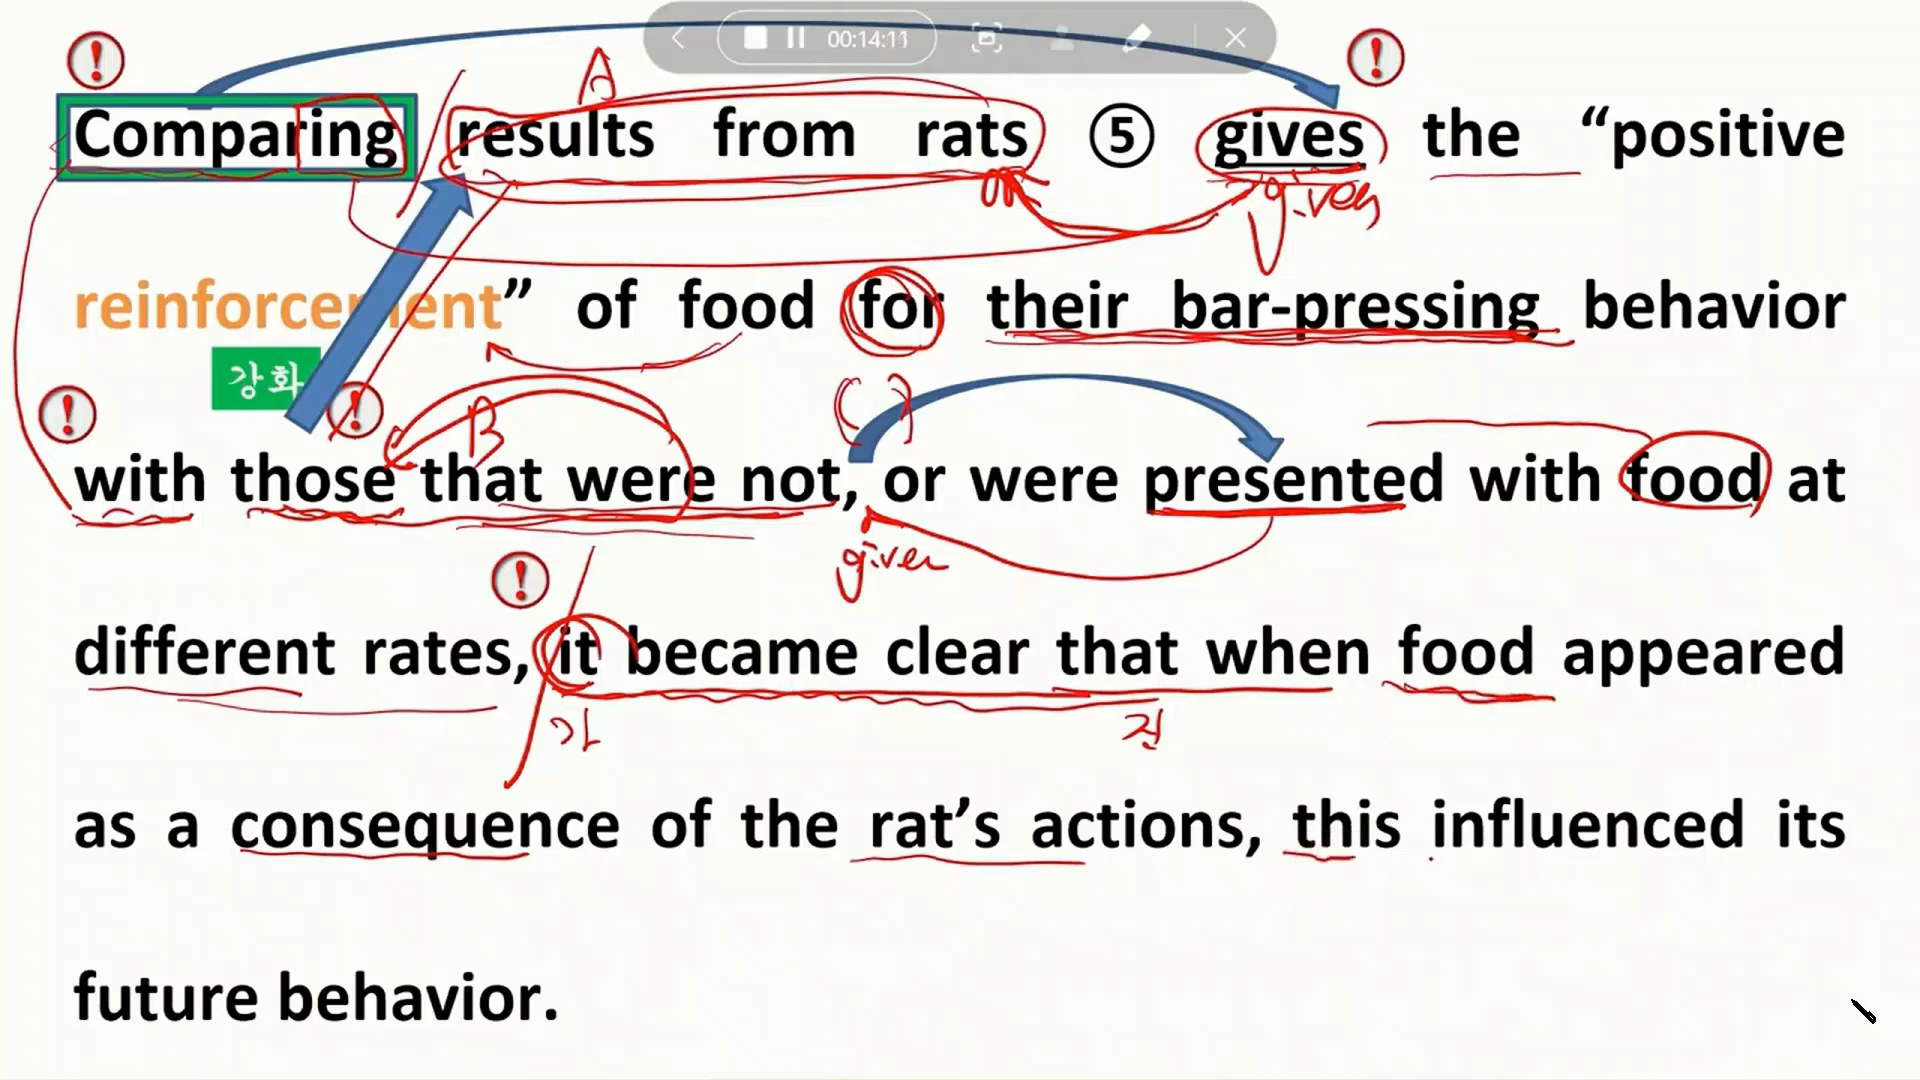 00:14:11
A
Comparing results from rats ⑤ gives the “positive
given
reinforcement” of food for their bar-pressing behavior
강화
B
( )
with those that were not, or were presented with food at
given
different rates, it became clear that when food appeared
가 진
as a consequence of the rat’s actions, this influenced its
future behavior.